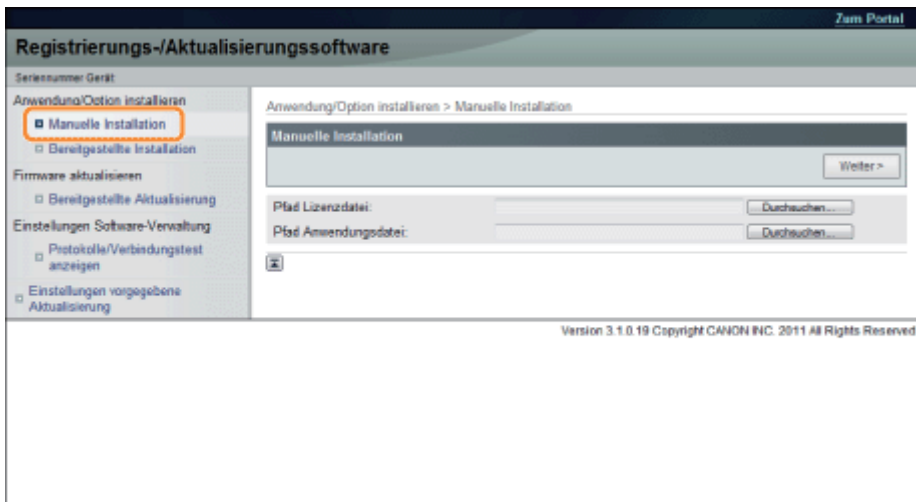 Zum Portal
Registrierungs-/Aktualisierungssoftware
Seriennummer Gerät:
Anwendung/Option installieren
Manuelle Installation
Bereitgestellte Installation
Firmware aktualisieren
Bereitgestellte Aktualisierung
Einstellungen Software-Verwaltung
Protokolle/Verbindungstest
anzeigen
Einstellungen vorgegebene
Aktualisierung
Anwendung/Option installieren > Manuelle Installation
Manuelle Installation
Weiter >
Pfad Lizenzdatei:
Durchsuchen...
Pfad Anwendungsdatei:
Durchsuchen...
Version 3.1.0.19 Copyright CANON INC. 2011 All Rights Reserved